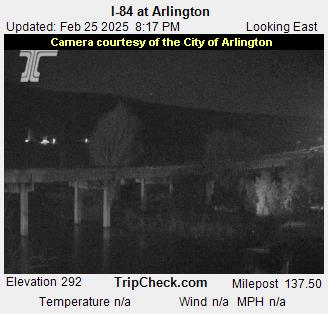 I-84 at Arlington
Updated: Feb 25 2025 8:17 PM Looking East
Camera courtesy of the City of Arlington
Elevation 292 TripCheck.com Milepost 137.50
Temperature n/a Wind n/a MPH n/a